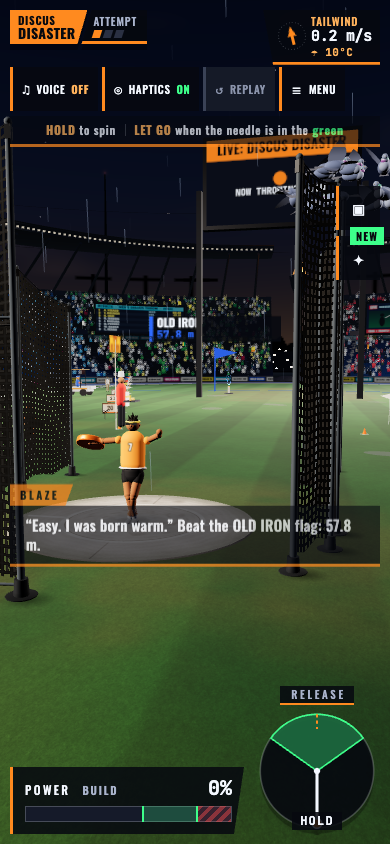 DISCUS
DISASTER
ATTEMPT
TAILWIND
0.2 m/s
10°C
♫ VOICE OFF
◎ HAPTICS ON
↺ REPLAY
≡ MENU
HOLD to spin | LET GO when the needle is in the green
LIVE: DISCUS DISASTER
NOW THROWING
NEW
OLD IRON
57.8 m
7
BLAZE
“Easy. I was born warm.” Beat the OLD IRON flag: 57.8
m.
RELEASE
HOLD
POWER BUILD 0%